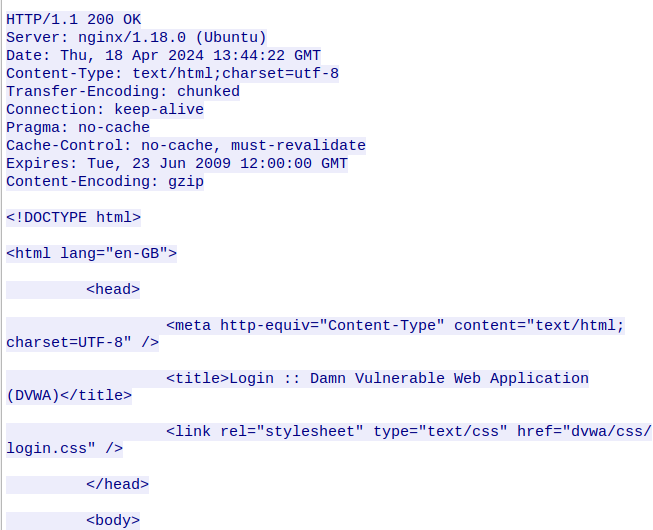 HTTP/1.1 200 OK
Server: nginx/1.18.0 (Ubuntu)
Date: Thu, 18 Apr 2024 13:44:22 GMT
Content-Type: text/html;charset=utf-8
Transfer-Encoding: chunked
Connection: keep-alive
Pragma: no-cache
Cache-Control: no-cache, must-revalidate
Expires: Tue, 23 Jun 2009 12:00:00 GMT
Content-Encoding: gzip
<!DOCTYPE html>
<html lang="en-GB">
<head>
<meta http-equiv="Content-Type" content="text/html;
charset=UTF-8" />
<title>Login :: Damn Vulnerable Web Application
(DVWA)</title>
<link rel="stylesheet" type="text/css" href="dvwa/css/
login.css" />
</head>
<body>